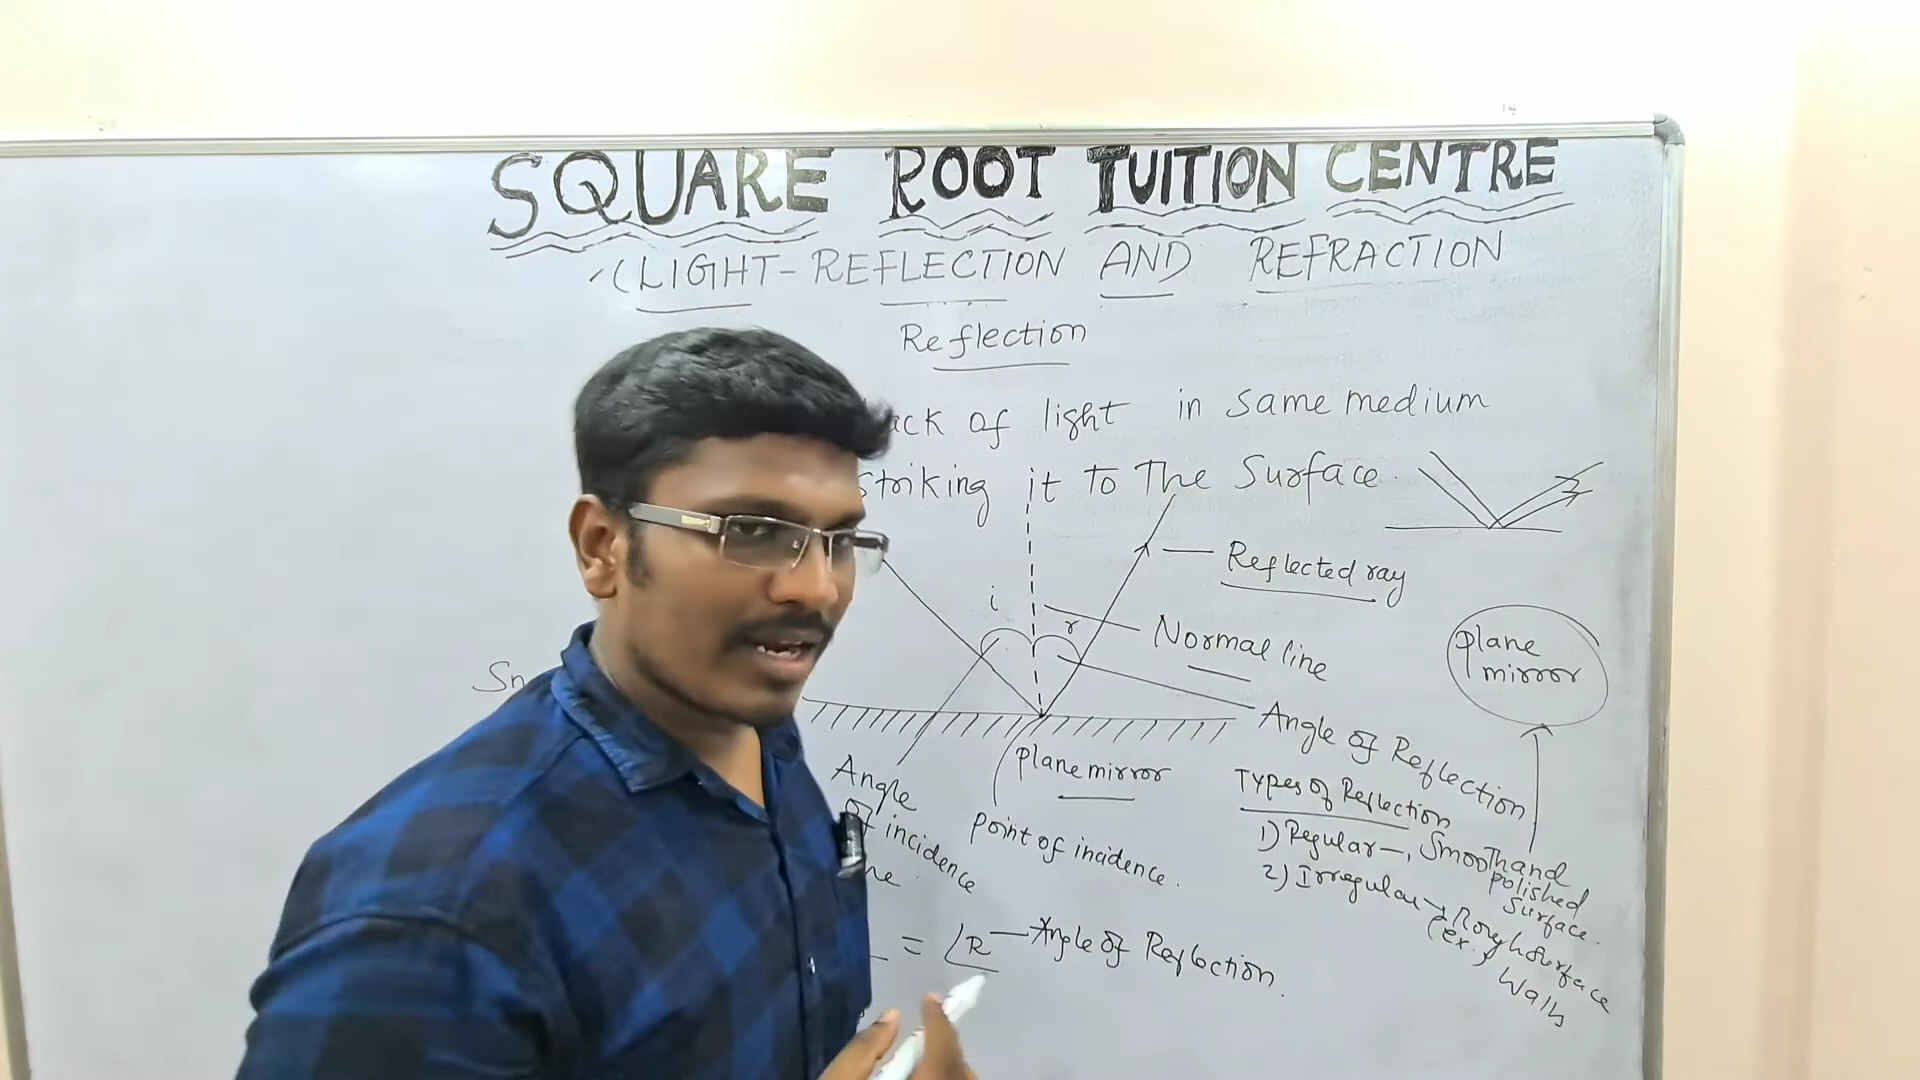 SQUARE ROOT TUITION CENTRE
LIGHT-REFLECTION AND REFRACTION
Reflection
ack of light in same medium
striking it to The Surface.
Reflected ray
i
r
Normal line
plane
mirror
Sn
Angle of Reflection
plane mirror
Angle
of incidence
point of incidence.
Types of Reflection
1) Regular - Smooth and
polished
surface.
2) Irregular → Rough surface
(ex.) Walls
= ∠R - Angle of Reflection.